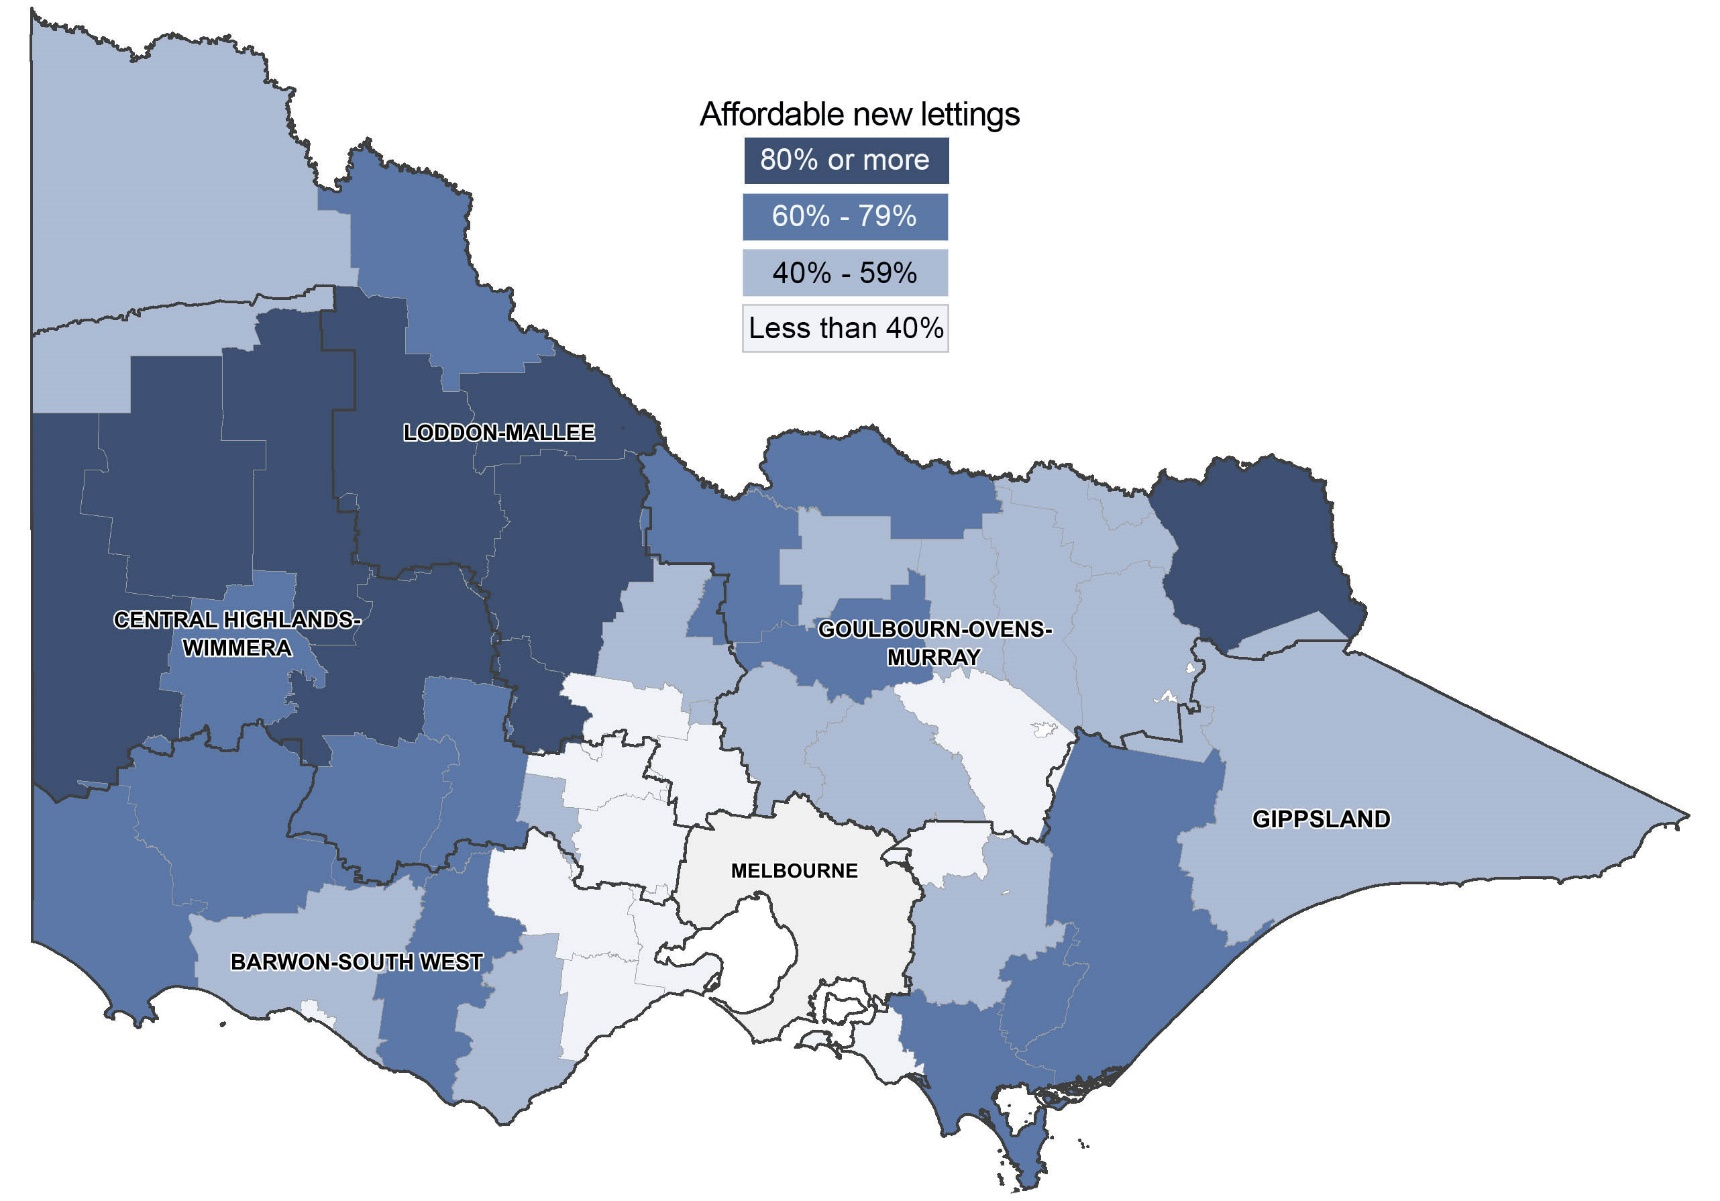 Affordable new lettings
80% or more
60% - 79%
40% - 59%
Less than 40%
LODDON-MALLEE
CENTRAL HIGHLANDS-
WIMMERA
GOULBOURN-OVENS-
MURRAY
GIPPSLAND
MELBOURNE
BARWON-SOUTH WEST